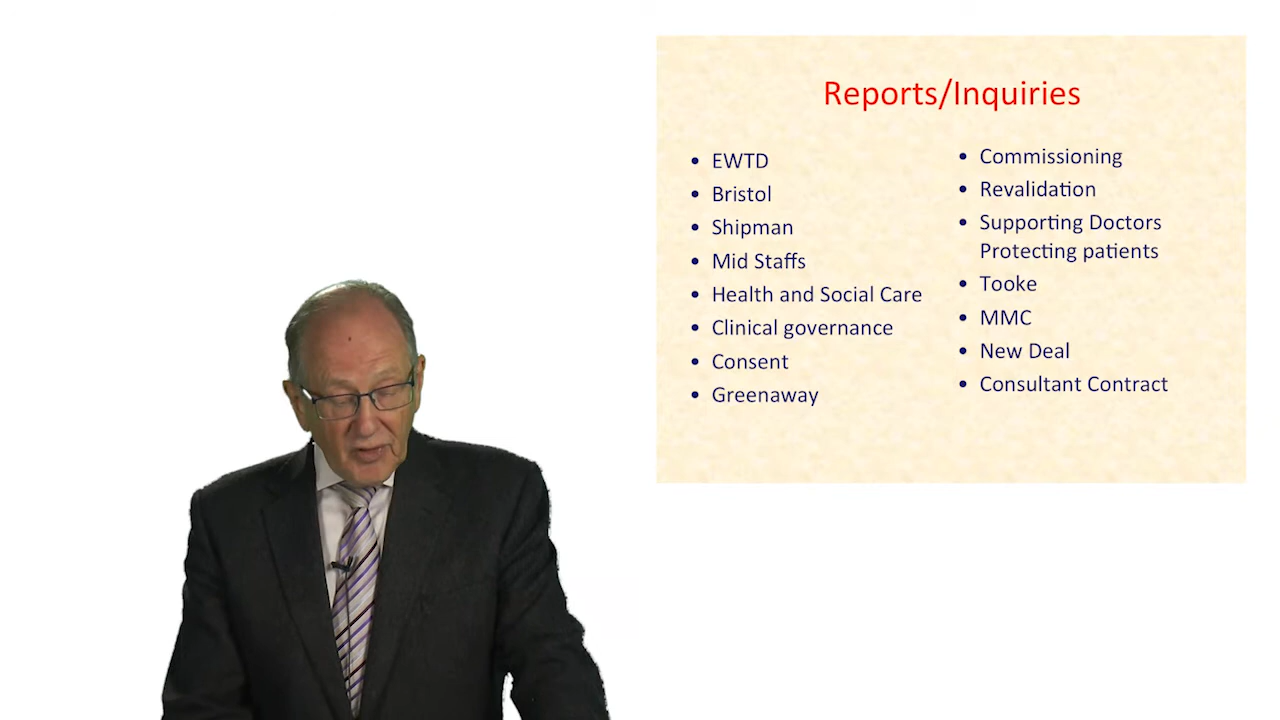 Reports/Inquiries
• EWTD
• Bristol
• Shipman
• Mid Staffs
• Health and Social Care
• Clinical governance
• Consent
• Greenaway
• Commissioning
• Revalidation
• Supporting Doctors
Protecting patients
• Tooke
• MMC
• New Deal
• Consultant Contract